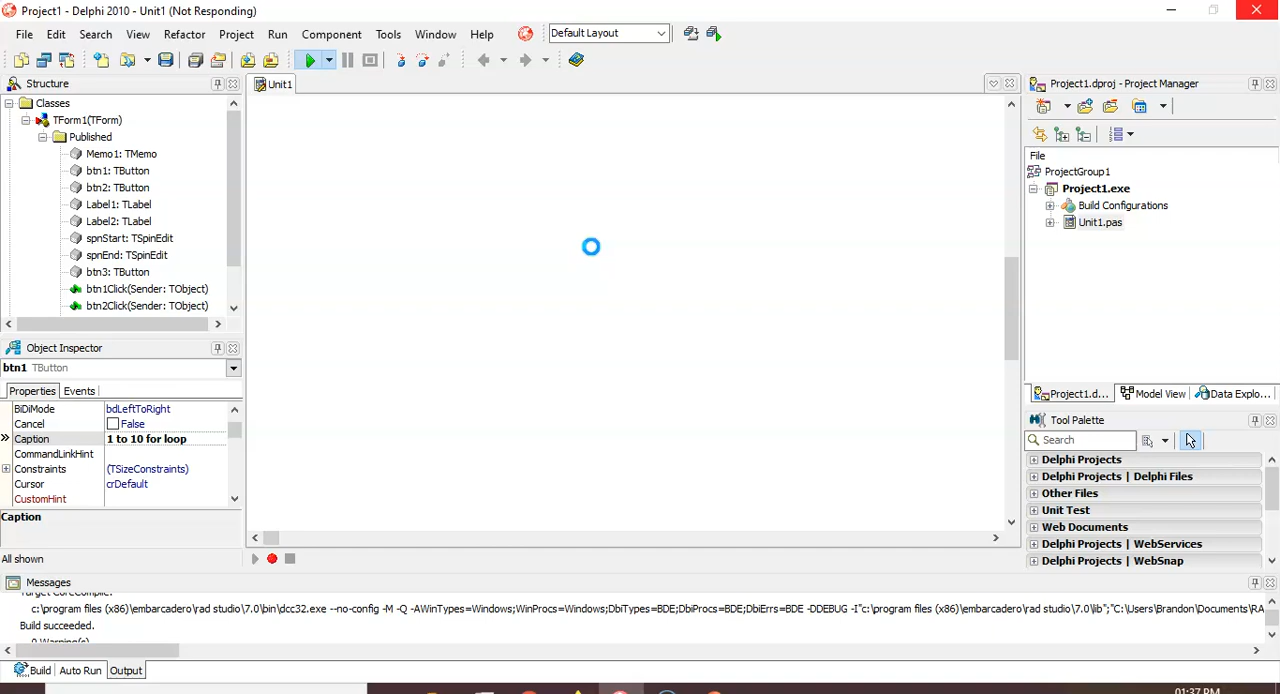 Project1 - Delphi 2010 - Unit1 (Not Responding)
File Edit Search View Refactor Project Run Component Tools Window Help
Default Layout
Structure
Classes
TForm1(TForm)
Published
Memo1: TMemo
btn1: TButton
btn2: TButton
Label1: TLabel
Label2: TLabel
spnStart: TSpinEdit
spnEnd: TSpinEdit
btn3: TButton
btn1Click(Sender: TObject)
btn2Click(Sender: TObject)
Object Inspector
btn1 TButton
Properties Events
BiDiMode bdLeftToRight
Cancel False
Caption 1 to 10 for loop
CommandLinkHint
Constraints (TSizeConstraints)
Cursor crDefault
CustomHint
Caption
All shown
Unit1
Project1.dproj - Project Manager
File
ProjectGroup1
Project1.exe
Build Configurations
Unit1.pas
Project1.d... Model View Data Explo...
Tool Palette
Search
Delphi Projects
Delphi Projects | Delphi Files
Other Files
Unit Test
Web Documents
Delphi Projects | WebServices
Delphi Projects | WebSnap
Messages
Target CoreCompile:
c:\program files (x86)\embarcadero\rad studio\7.0\bin\dcc32.exe --no-config -M -Q -AWinTypes=Windows;WinProcs=Windows;DbiTypes=BDE;DbiProcs=BDE;DbiErrs=BDE -DDEBUG -I"c:\program files (x86)\embarcadero\rad studio\7.0\lib";"C:\Users\Brandon\Documents\RA
Build succeeded.
0 Warning(s)
Build Auto Run Output
01:37 PM